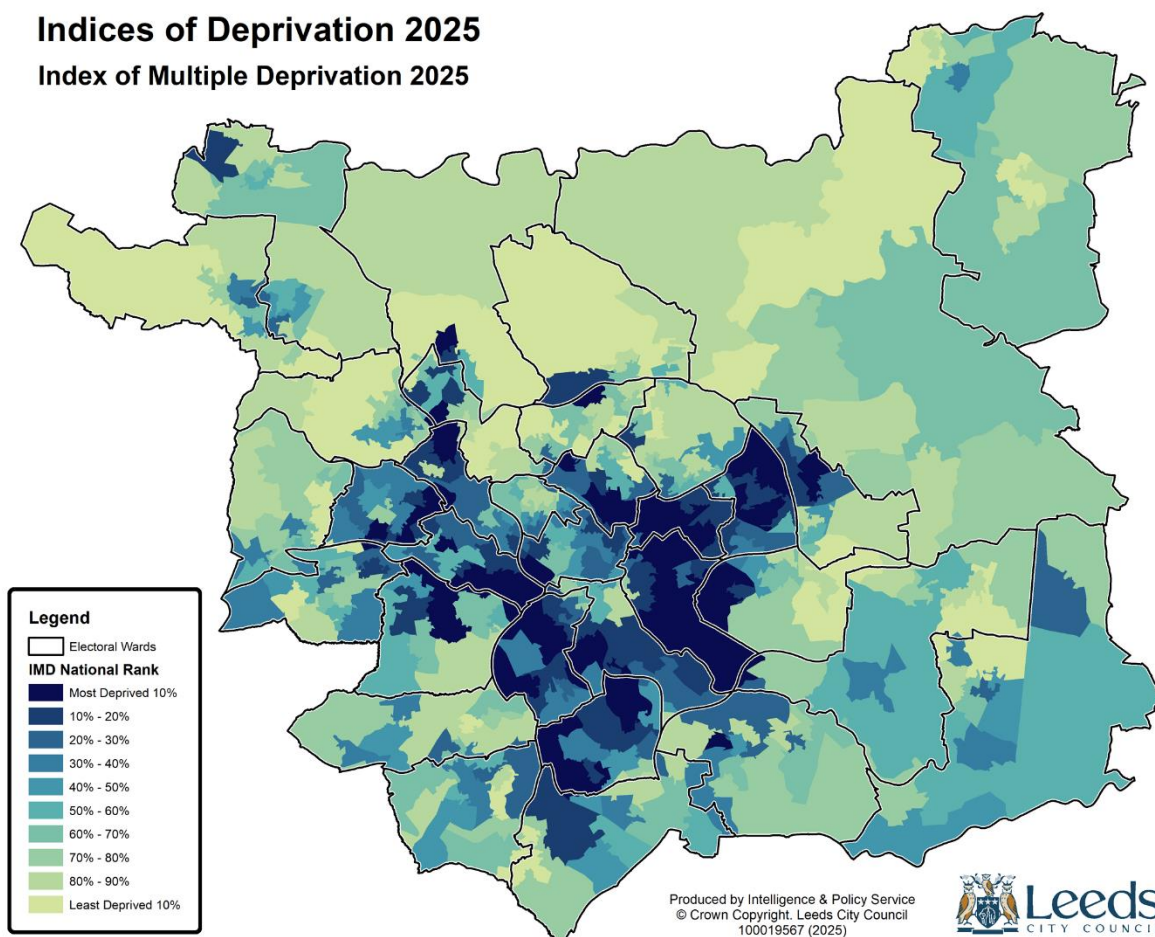 Indices of Deprivation 2025
Index of Multiple Deprivation 2025
Legend
Electoral Wards
IMD National Rank
Most Deprived 10%
10% - 20%
20% - 30%
30% - 40%
40% - 50%
50% - 60%
60% - 70%
70% - 80%
80% - 90%
Least Deprived 10%
Produced by Intelligence & Policy Service
© Crown Copyright. Leeds City Council
100019567 (2025)
Leeds
CITY COUNCIL